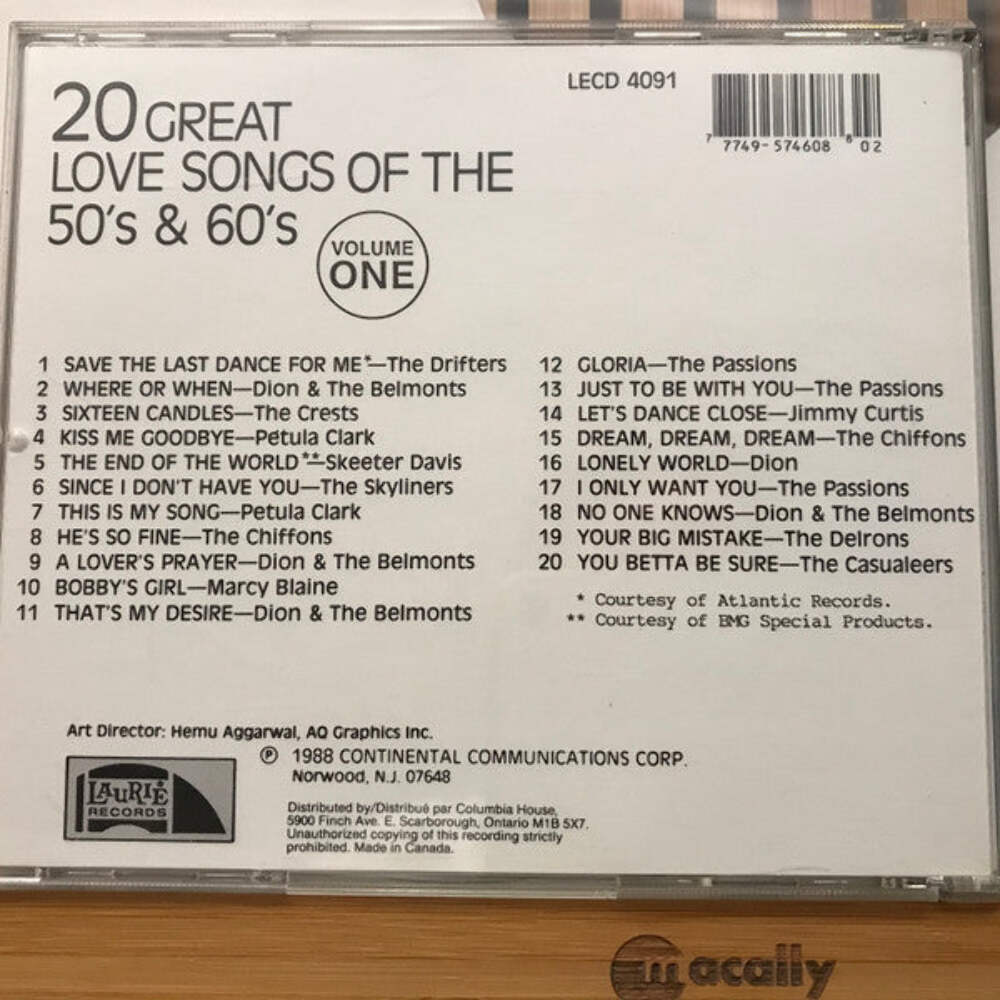 20 GREAT
LOVE SONGS OF THE
50's & 60's
VOLUME
ONE
LECD 4091
7 7749-574608 8 02
1 SAVE THE LAST DANCE FOR ME*—The Drifters
2 WHERE OR WHEN—Dion & The Belmonts
3 SIXTEEN CANDLES—The Crests
4 KISS ME GOODBYE—Petula Clark
5 THE END OF THE WORLD**—Skeeter Davis
6 SINCE I DON'T HAVE YOU—The Skyliners
7 THIS IS MY SONG—Petula Clark
8 HE'S SO FINE—The Chiffons
9 A LOVER'S PRAYER—Dion & The Belmonts
10 BOBBY'S GIRL—Marcy Blaine
11 THAT'S MY DESIRE—Dion & The Belmonts
12 GLORIA—The Passions
13 JUST TO BE WITH YOU—The Passions
14 LET'S DANCE CLOSE—Jimmy Curtis
15 DREAM, DREAM, DREAM—The Chiffons
16 LONELY WORLD—Dion
17 I ONLY WANT YOU—The Passions
18 NO ONE KNOWS—Dion & The Belmonts
19 YOUR BIG MISTAKE—The Delrons
20 YOU BETTA BE SURE—The Casualeers
* Courtesy of Atlantic Records.
** Courtesy of BMG Special Products.
Art Director: Hemu Aggarwal, AQ Graphics Inc.
℗ 1988 CONTINENTAL COMMUNICATIONS CORP.
Norwood, N.J. 07648
LAURIE
RECORDS
Distributed by/Distribué par Columbia House,
5900 Finch Ave. E. Scarborough, Ontario M1B 5X7.
Unauthorized copying of this recording strictly
prohibited. Made in Canada.
macally